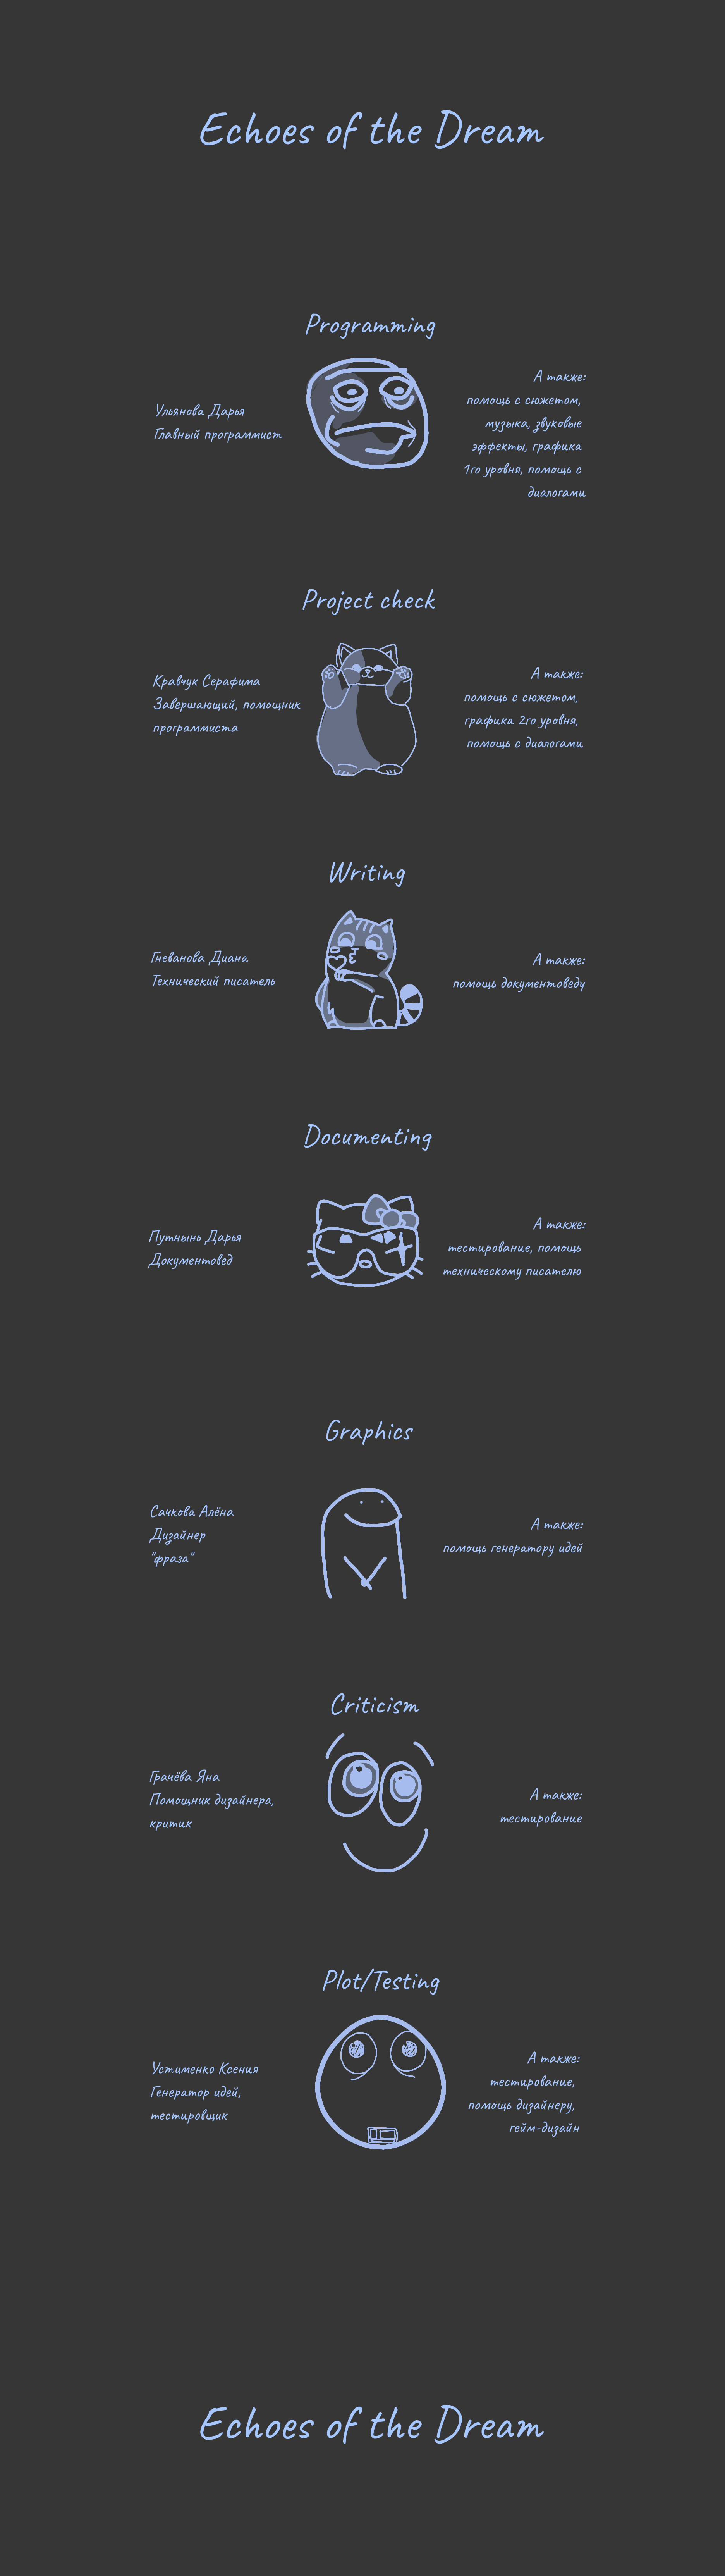 Echoes of the Dream
Programming
Ульянова Дарья
Главный программист
А также:
помощь с сюжетом,
музыка, звуковые
эффекты, графика
1го уровня, помощь с
диалогами
Project check
Кравчук Серафима
Завершающий, помощник
программиста
А также:
помощь с сюжетом,
графика 2го уровня,
помощь с диалогами
Writing
Гневанова Диана
Технический писатель
А также:
помощь документоведу
Documenting
Путнынь Дарья
Документовед
А также:
тестирование, помощь
техническому писателю
Graphics
Сачкова Алёна
Дизайнер
"фраза"
А также:
помощь генератору идей
Criticism
Грачёва Яна
Помощник дизайнера,
критик
А также:
тестирование
Plot/Testing
Устименко Ксения
Генератор идей,
тестировщик
А также:
тестирование,
помощь дизайнеру,
гейм-дизайн
Echoes of the Dream